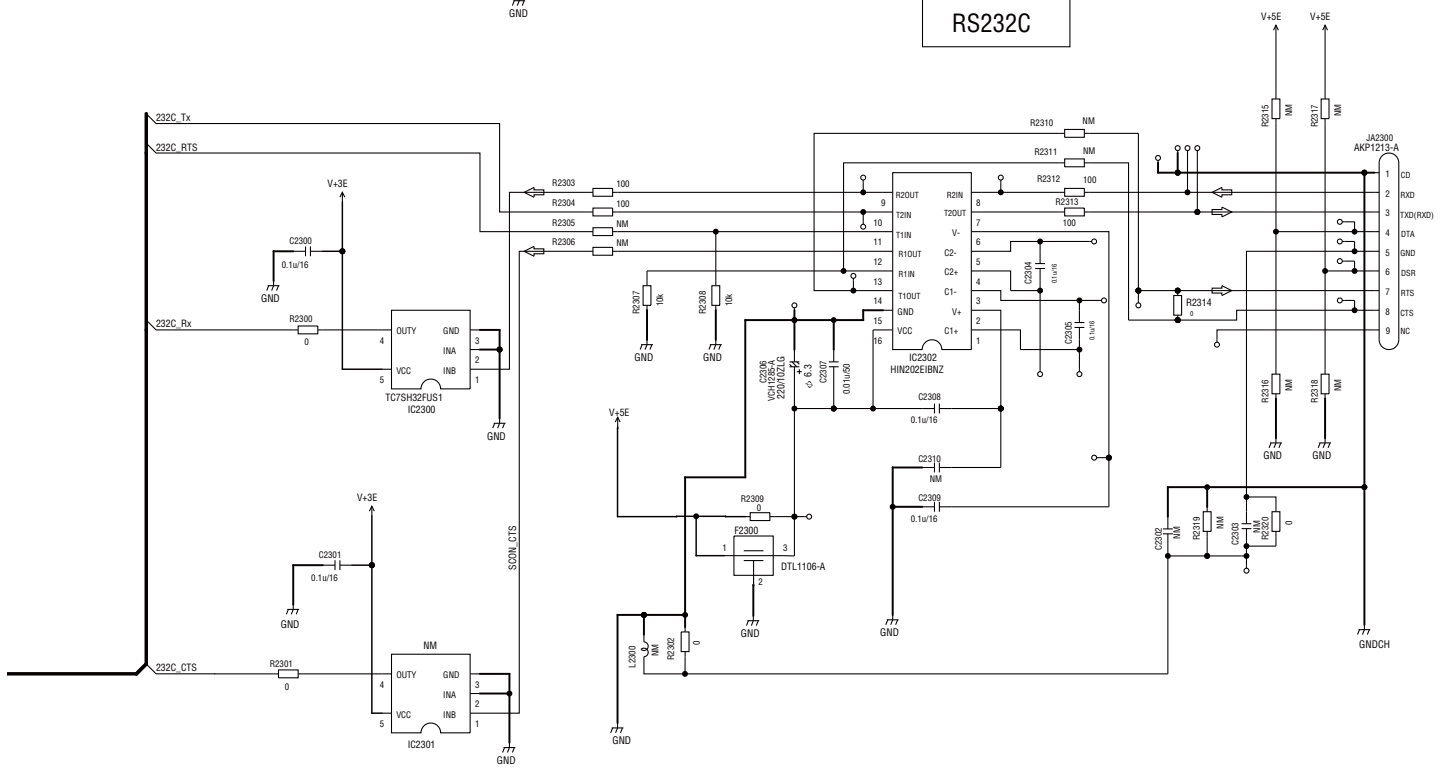 GND
RS232C
V+5E
V+5E
R2315
NM
R2317
NM
JA2300
AKP1213-A
232C_Tx
232C_RTS
R2310
NM
R2311
NM
R2303
100
R2304
100
R2305
NM
R2306
NM
R2312
100
R2313
100
1 CD
2 RXD
3 TXD(RXD)
4 DTA
5 GND
6 DSR
7 RTS
8 CTS
9 NC
R2OUT
9
T2IN
10
T1IN
11
R1OUT
12
R1IN
13
T1OUT
14
GND
15
VCC
16
R2IN
8
T2OUT
7
V-
6
C2-
5
C2+
4
C1-
3
V+
2
C1+
1
IC2302
HIN202EIBNZ
V+3E
C2300
0.1u/16
GND
R2307
10k
GND
R2308
10k
GND
C2304
0.1u/16
C2305
0.1u/16
R2314
0
232C_Rx
R2300
0
OUTY
4
VCC
5
GND
3
INA
2
INB
1
TC7SH32FUS1
IC2300
GND
C2306
VCH1285-A
220/10ZLG
+
6.3
C2307
0.01u/50
C2308
0.1u/16
R2316
NM
GND
R2318
NM
GND
V+5E
C2310
NM
C2309
0.1u/16
GND
R2309
0
F2300
1
3
2
DTL1106-A
GND
V+3E
C2301
0.1u/16
GND
SCON_CTS
C2302
NM
R2319
NM
C2303
NM
R2320
0
GNDCH
L2300
NM
R2302
0
GND
232C_CTS
R2301
0
NM
OUTY
4
VCC
5
GND
3
INA
2
INB
1
IC2301
GND